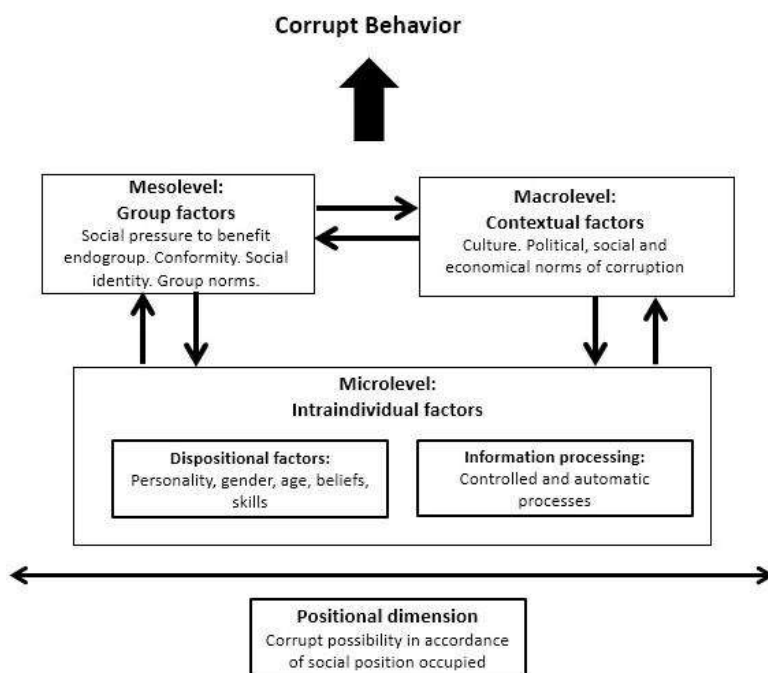 Corrupt Behavior
Mesolevel:
Group factors
Social pressure to benefit
endogroup. Conformity. Social
identity. Group norms.
Macrolevel:
Contextual factors
Culture. Political, social and
economical norms of corruption
Microlevel:
Intraindividual factors
Dispositional factors:
Personality, gender, age, beliefs,
skills
Information processing:
Controlled and automatic
processes
Positional dimension
Corrupt possibility in accordance
of social position occupied